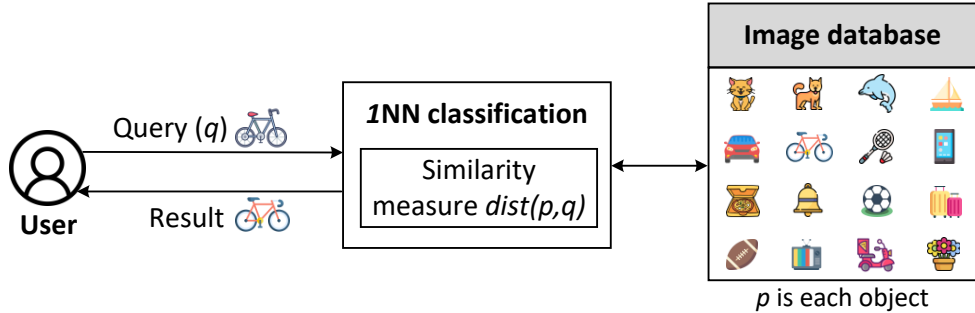 Query (q)
Result
User
1NN classification
Similarity
measure dist(p,q)
Image database
p is each object